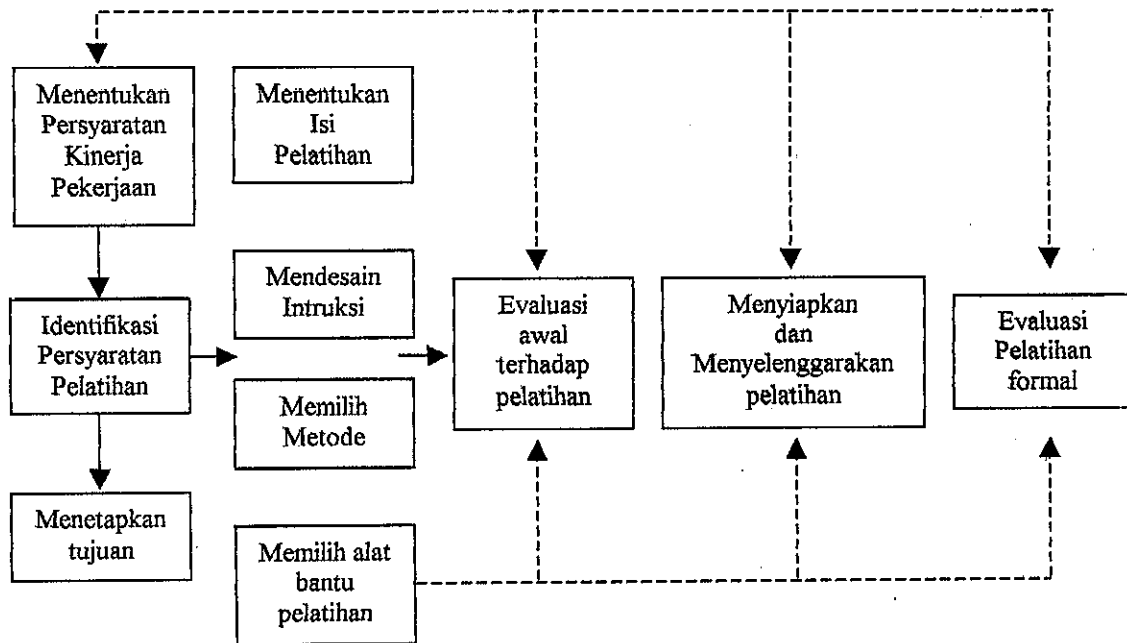 Menentukan
Persyaratan
Kinerja
Pekerjaan
Menentukan
Isi
Pelatihan
Identifikasi
Persyaratan
Pelatihan
Mendesain
Intruksi
Memilih
Metode
Evaluasi
awal
terhadap
pelatihan
Menyiapkan
dan
Menyelenggarakan
pelatihan
Evaluasi
Pelatihan
formal
Menetapkan
tujuan
Memilih alat
bantu
pelatihan